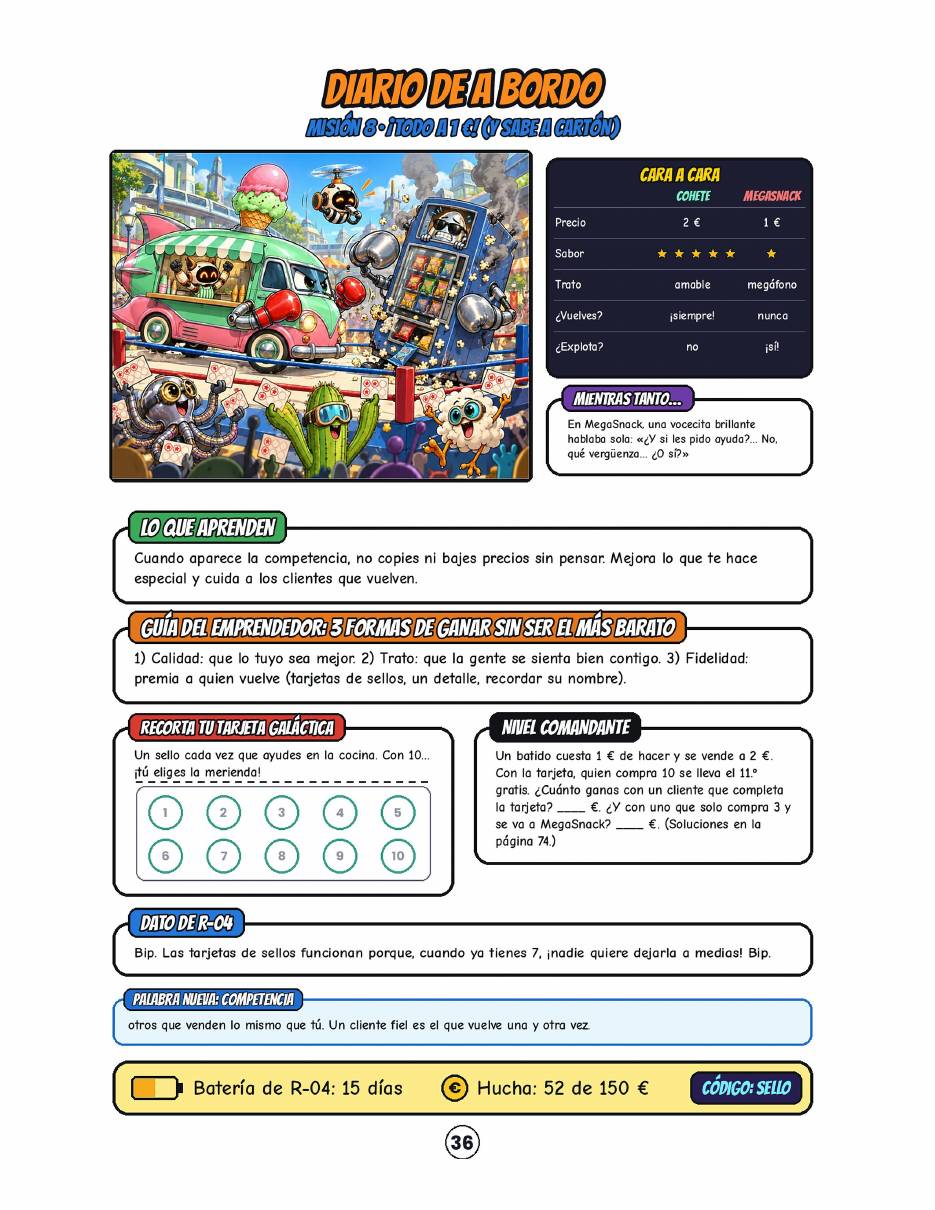 DIARIO DE A BORDO
MISIÓN 8 · ¡TODO A 1 €! (Y SABE A CARTÓN)
CARA A CARA
COHETE MEGASNACK
Precio 2 € 1 €
Sabor ★ ★ ★ ★ ★ ★
Trato amable megáfono
¿Vuelves? ¡siempre! nunca
¿Explota? no ¡sí!
MIENTRAS TANTO...
En MegaSnack, una vocecita brillante
hablaba sola: «¿Y si les pido ayuda?... No,
qué vergüenza... ¿O sí?»
LO QUE APRENDEN
Cuando aparece la competencia, no copies ni bajes precios sin pensar. Mejora lo que te hace
especial y cuida a los clientes que vuelven.
GUÍA DEL EMPRENDEDOR: 3 FORMAS DE GANAR SIN SER EL MÁS BARATO
1) Calidad: que lo tuyo sea mejor. 2) Trato: que la gente se sienta bien contigo. 3) Fidelidad:
premia a quien vuelve (tarjetas de sellos, un detalle, recordar su nombre).
RECORTA TU TARJETA GALÁCTICA
Un sello cada vez que ayudes en la cocina. Con 10...
¡tú eliges la merienda!
1 2 3 4 5
6 7 8 9 10
NIVEL COMANDANTE
Un batido cuesta 1 € de hacer y se vende a 2 €.
Con la tarjeta, quien compra 10 se lleva el 11.º
gratis. ¿Cuánto ganas con un cliente que completa
la tarjeta? ____ €. ¿Y con uno que solo compra 3 y
se va a MegaSnack? ____ €. (Soluciones en la
página 74.)
DATO DE R-04
Bip. Las tarjetas de sellos funcionan porque, cuando ya tienes 7, ¡nadie quiere dejarla a medias! Bip.
PALABRA NUEVA: COMPETENCIA
otros que venden lo mismo que tú. Un cliente fiel es el que vuelve una y otra vez.
Batería de R-04: 15 días
€ Hucha: 52 de 150 €
CÓDIGO: SELLO
36